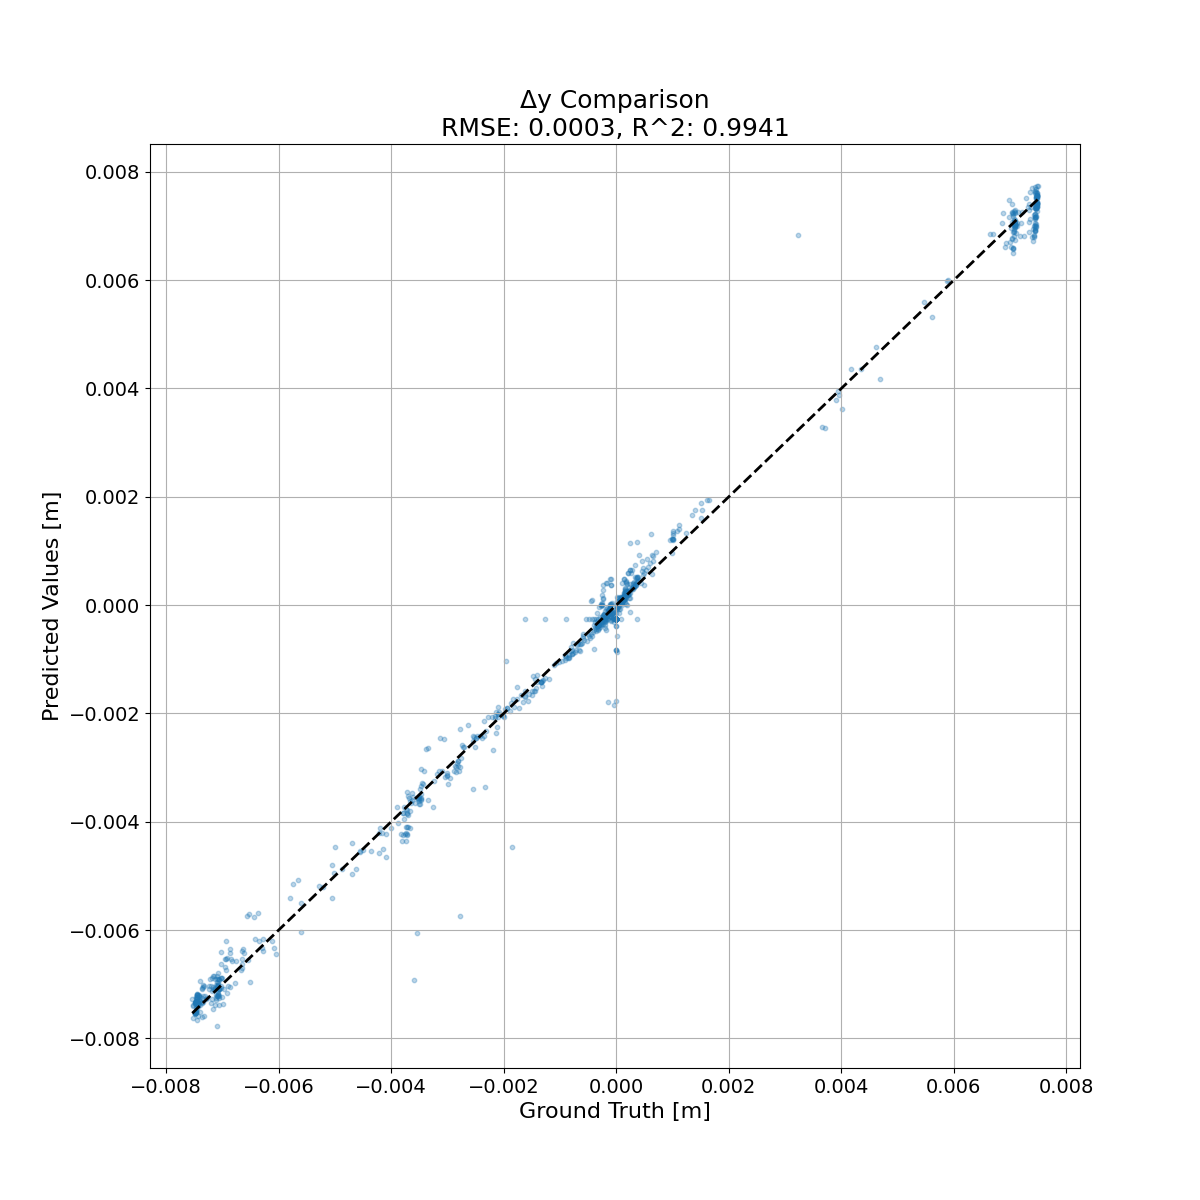 Δy Comparison
RMSE: 0.0003, R^2: 0.9941
Predicted Values [m]
0.008
0.006
0.004
0.002
0.000
−0.002
−0.004
−0.006
−0.008
−0.008 −0.006 −0.004 −0.002 0.000 0.002 0.004 0.006 0.008
Ground Truth [m]